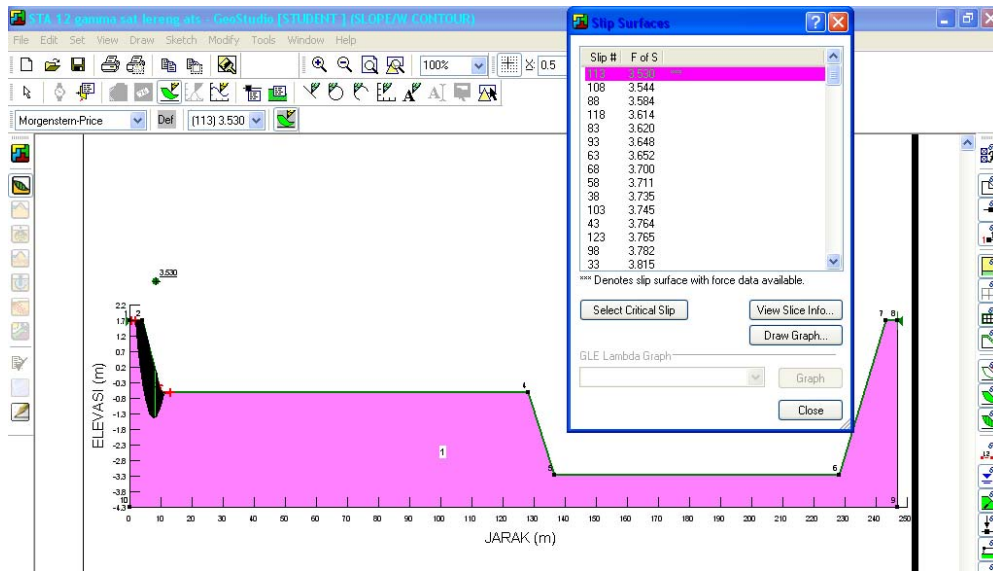 STA 12 gamma sat lereng ats - GeoStudio [STUDENT ] (SLOPE/W CONTOUR)
File Edit Set View Draw Sketch Modify Tools Window Help
100%
0.5
Morgenstern-Price
Def
(113) 3.530
Slip Surfaces
Slip # F of S
113 3.530 ***
108 3.544
88 3.584
118 3.614
83 3.620
93 3.648
63 3.652
68 3.700
58 3.711
38 3.735
103 3.745
43 3.764
123 3.765
98 3.782
33 3.815
*** Denotes slip surface with force data available.
Select Critical Slip
View Slice Info...
Draw Graph...
GLE Lambda Graph
Graph
Close
3.530
ELEVASI (m)
2.2
1.7
1.2
0.7
0.2
-0.3
-0.8
-1.3
-1.8
-2.3
-2.8
-3.3
-3.8
-4.3
1 2
4
5
6
7 8
9
10
1
0 10 20 30 40 50 60 70 80 90 100 110 120 130 140 150 160 170 180 190 200 210 220 230 240 250
JARAK (m)